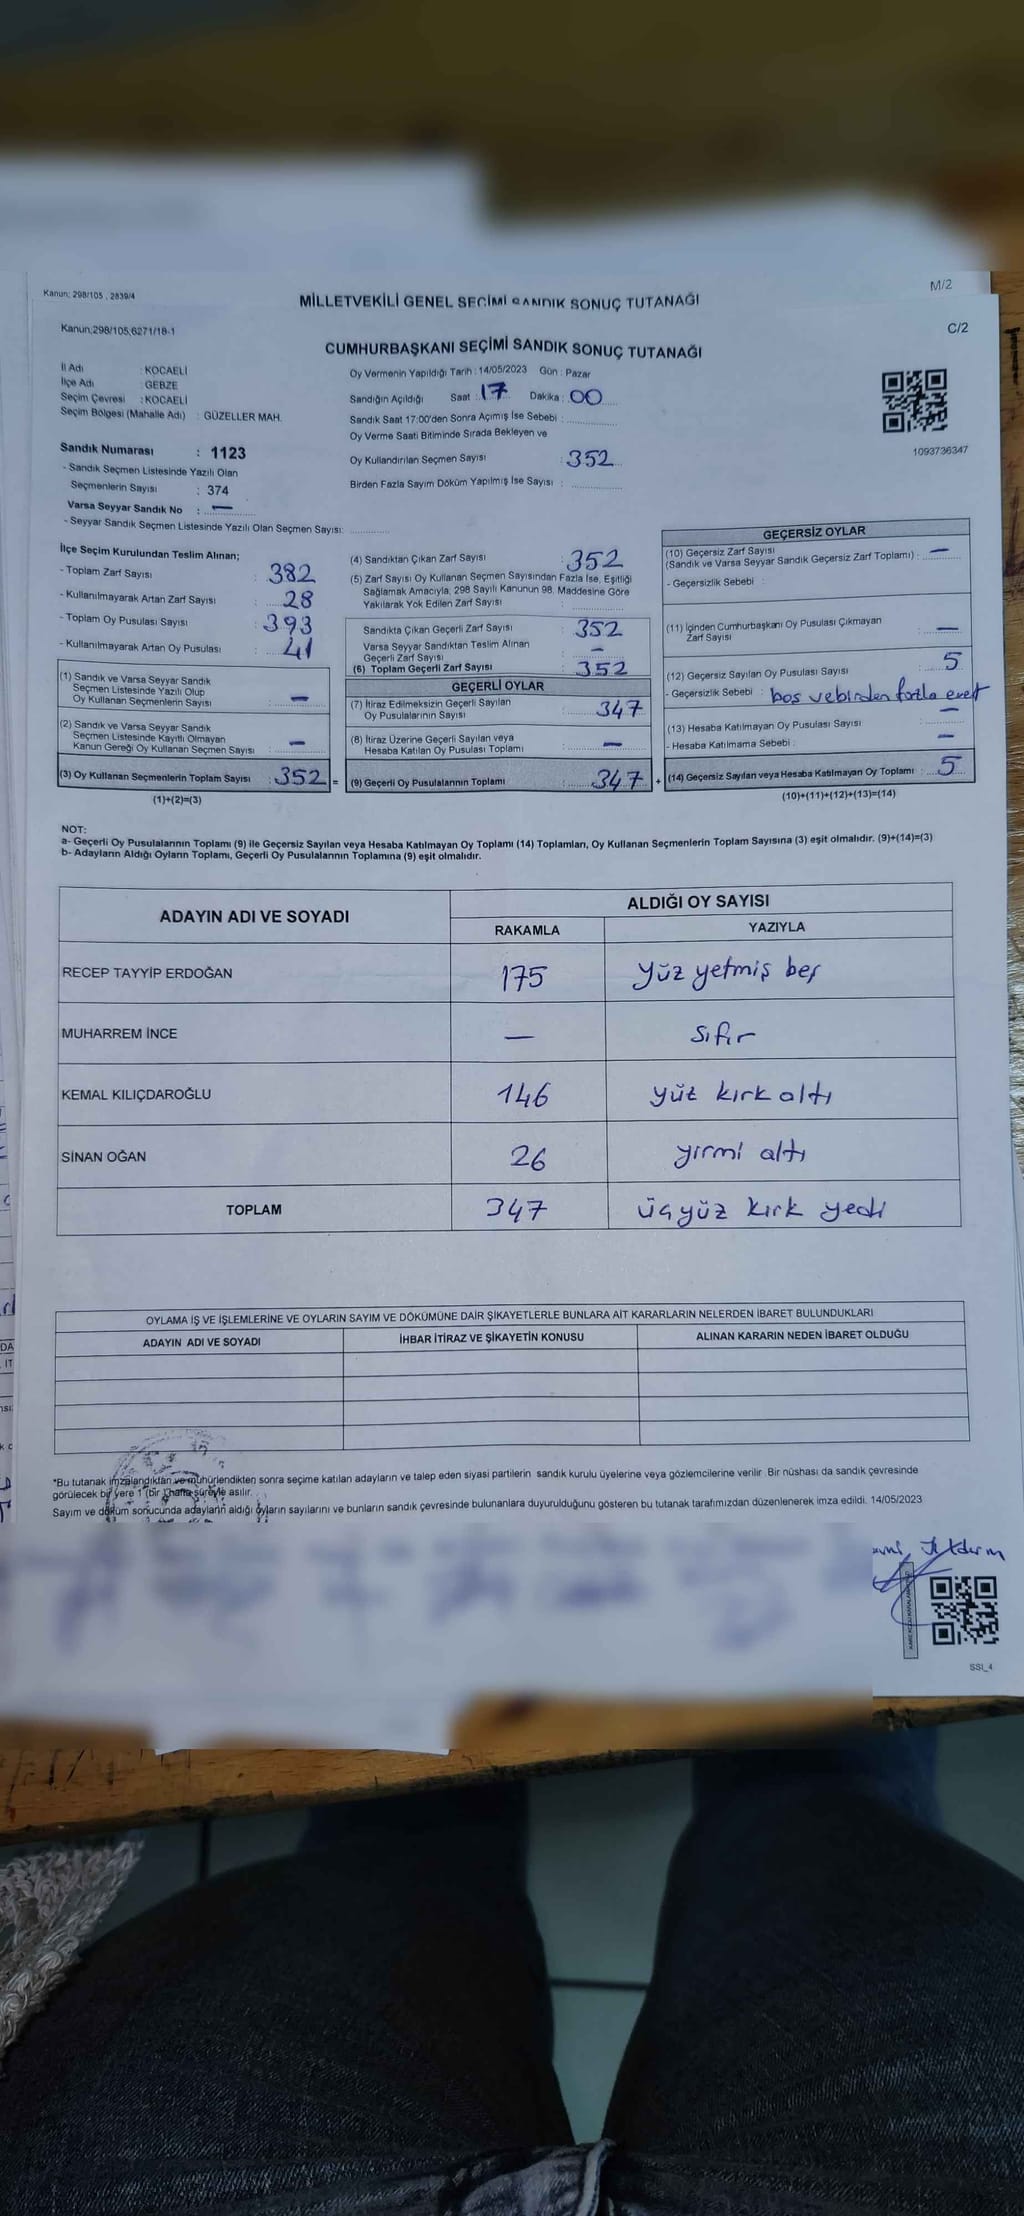 Kanun: 298/105, 2839/4
MİLLETVEKİLİ GENEL SEÇİMİ SANDIK SONUÇ TUTANAĞI
M/2
Kanun;298/105,6271/18-1
C/2
CUMHURBAŞKANI SEÇİMİ SANDIK SONUÇ TUTANAĞI
İl Adı : KOCAELİ
İlçe Adı : GEBZE
Seçim Çevresi : KOCAELİ
Seçim Bölgesi (Mahalle Adı) : GÜZELLER MAH.
Sandık Numarası : 1123
- Sandık Seçmen Listesinde Yazılı Olan
Seçmenlerin Sayısı : 374
Varsa Seyyar Sandık No : —
- Seyyar Sandık Seçmen Listesinde Yazılı Olan Seçmen Sayısı:
Oy Vermenin Yapıldığı Tarih : 14/05/2023 Gün : Pazar
Sandığın Açıldığı Saat : 17 Dakika : 00
Sandık Saat 17:00'den Sonra Açımış İse Sebebi :
Oy Verme Saati Bitiminde Sırada Bekleyen ve
Oy Kullandırılan Seçmen Sayısı : 352
Birden Fazla Sayım Döküm Yapılmış İse Sayısı :
1093736347
İlçe Seçim Kurulundan Teslim Alınan;
- Toplam Zarf Sayısı : 382
- Kullanılmayarak Artan Zarf Sayısı : 28
- Toplam Oy Pusulası Sayısı : 393
- Kullanılmayarak Artan Oy Pusulası : 41
(1) Sandık ve Varsa Seyyar Sandık
Seçmen Listesinde Yazılı Olup
Oy Kullanan Seçmenlerin Sayısı : —
(2) Sandık ve Varsa Seyyar Sandık
Seçmen Listesinde Kayıtlı Olmayan
Kanun Gereği Oy Kullanan Seçmen Sayısı : —
(3) Oy Kullanan Seçmenlerin Toplam Sayısı : 352 =
(1)+(2)=(3)
(4) Sandıktan Çıkan Zarf Sayısı : 352
(5) Zarf Sayısı Oy Kullanan Seçmen Sayısından Fazla İse, Eşitliği
Sağlamak Amacıyla, 298 Sayılı Kanunun 98. Maddesine Göre
Yakılarak Yok Edilen Zarf Sayısı :
Sandıkta Çıkan Geçerli Zarf Sayısı : 352
Varsa Seyyar Sandıktan Teslim Alınan
Geçerli Zarf Sayısı : —
(6) Toplam Geçerli Zarf Sayısı : 352
GEÇERLİ OYLAR
(7) İtiraz Edilmeksizin Geçerli Sayılan
Oy Pusulalarının Sayısı : 347
(8) İtiraz Üzerine Geçerli Sayılan veya
Hesaba Katılan Oy Pusulası Toplamı : —
(9) Geçerli Oy Pusulalarının Toplamı : 347 +
GEÇERSİZ OYLAR
(10) Geçersiz Zarf Sayısı
(Sandık ve Varsa Seyyar Sandık Geçersiz Zarf Toplamı) : —
- Geçersizlik Sebebi :
(11) İçinden Cumhurbaşkanı Oy Pusulası Çıkmayan
Zarf Sayısı : —
(12) Geçersiz Sayılan Oy Pusulası Sayısı : 5
- Geçersizlik Sebebi : boş ve birden fazla evet
(13) Hesaba Katılmayan Oy Pusulası Sayısı : —
- Hesaba Katılmama Sebebi : —
(14) Geçersiz Sayılan veya Hesaba Katılmayan Oy Toplamı : 5
(10)+(11)+(12)+(13)=(14)
NOT:
a- Geçerli Oy Pusulalarının Toplamı (9) ile Geçersiz Sayılan veya Hesaba Katılmayan Oy Toplamı (14) Toplamları, Oy Kullanan Seçmenlerin Toplam Sayısına (3) eşit olmalıdır. (9)+(14)=(3)
b- Adayların Aldığı Oyların Toplamı, Geçerli Oy Pusulalarının Toplamına (9) eşit olmalıdır.
ADAYIN ADI VE SOYADI
ALDIĞI OY SAYISI
RAKAMLA YAZIYLA
RECEP TAYYİP ERDOĞAN 175 Yüz yetmiş beş
MUHARREM İNCE — Sıfır
KEMAL KILIÇDAROĞLU 146 yüz kırk altı
SİNAN OĞAN 26 yirmi altı
TOPLAM 347 üçyüz kırk yedi
OYLAMA İŞ VE İŞLEMLERİNE VE OYLARIN SAYIM VE DÖKÜMÜNE DAİR ŞİKAYETLERLE BUNLARA AİT KARARLARIN NELERDEN İBARET BULUNDUKLARI
ADAYIN ADI VE SOYADI İHBAR İTİRAZ VE ŞİKAYETİN KONUSU ALINAN KARARIN NEDEN İBARET OLDUĞU
*Bu tutanak imzalandıktan ve mühürlendikten sonra seçime katılan adayların ve talep eden siyasi partilerin sandık kurulu üyelerine veya gözlemcilerine verilir. Bir nüshası da sandık çevresinde
görülecek bir yere 1 (bir) hafta süreyle asılır.
Sayım ve döküm sonucunda adayların aldığı oyların sayılarını ve bunların sandık çevresinde bulunanlara duyurulduğunu gösteren bu tutanak tarafımızdan düzenlenerek imza edildi. 14/05/2023
SSI_4